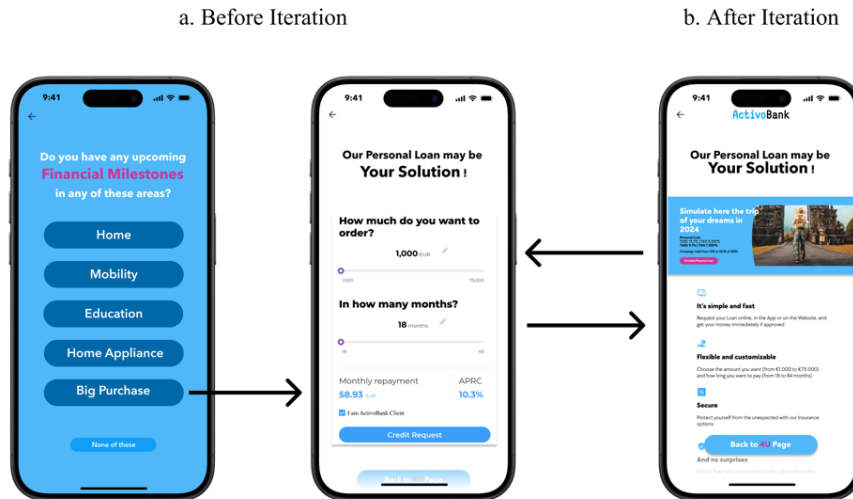 a. Before Iteration
b. After Iteration
9:41
Do you have any upcoming
Financial Milestones
in any of these areas?
Home
Mobility
Education
Home Appliance
Big Purchase
None of these
9:41
Our Personal Loan may be
Your Solution !
How much do you want to
order?
1,000 EUR
1,000
75,000
In how many months?
18 months
18
Monthly repayment
APRC
58.93 EUR
10.3%
I am ActivoBank Client
Credit Request
Back to 4U Page
9:41
ActivoBank
Our Personal Loan may be
Your Solution !
Simulate here the trip
of your dreams in
2024
Personal loan
It's simple and fast
Request your Loan online, in the App or on the Website, and
get your money immediately if approved
Flexible and customizable
Choose the amount you want (from €1 000 to €75 000)
and how long you want to pay (from 18 to 84 months)
Secure
Protect yourself from the unexpected with our Insurance
options
Back to 4U Page
And no surprises